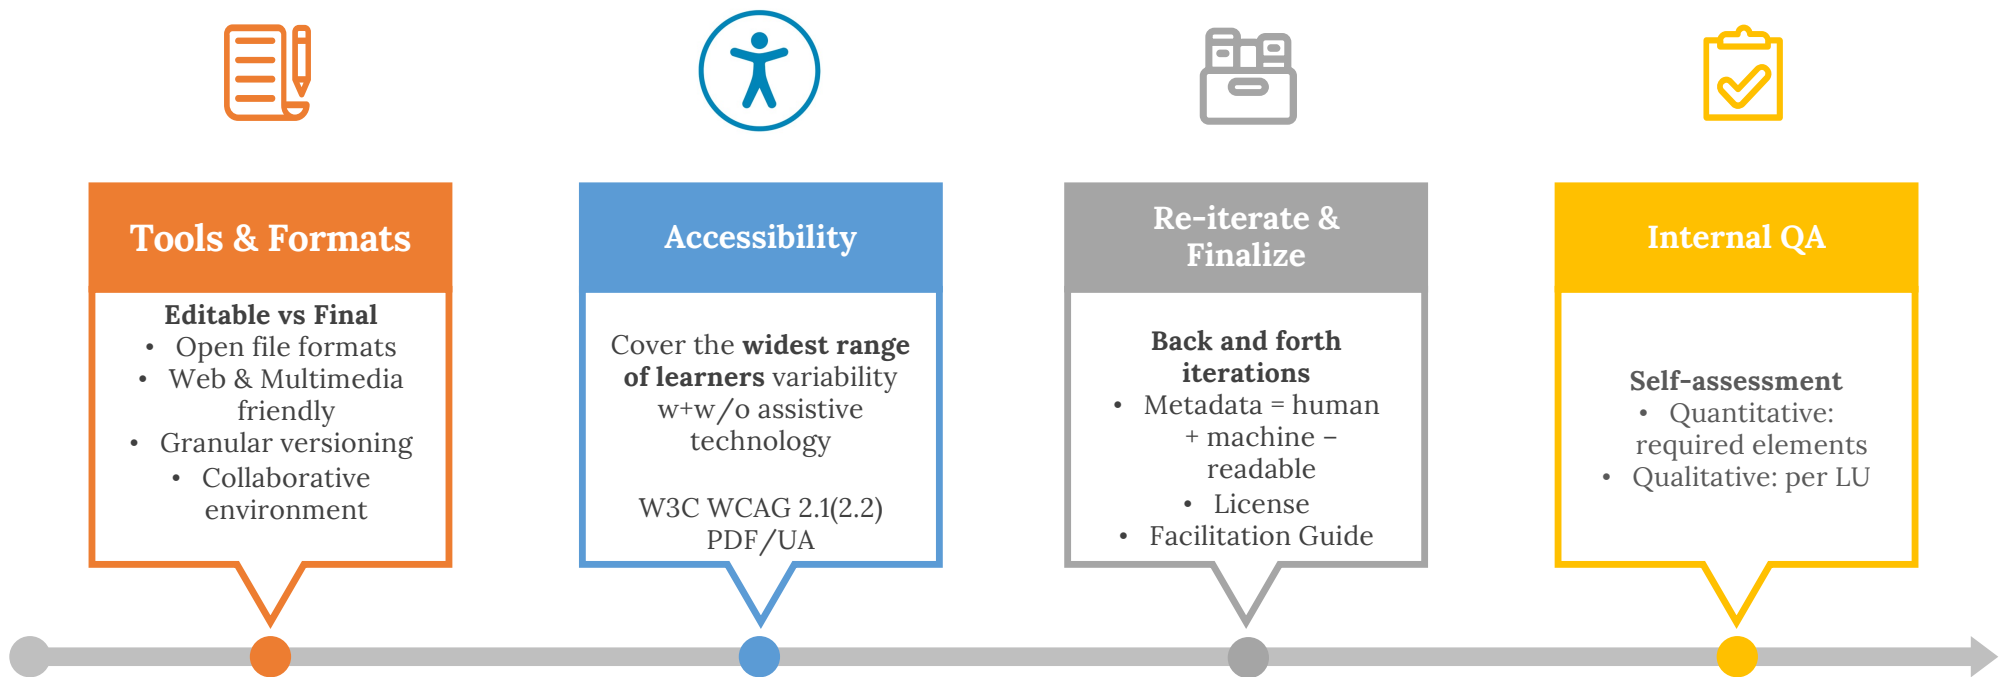 Tools & Formats
Editable vs Final
• Open file formats
• Web & Multimedia
friendly
• Granular versioning
• Collaborative
environment
Accessibility
Cover the widest range
of learners variability
w+w/o assistive
technology
W3C WCAG 2.1(2.2)
PDF/UA
Re-iterate &
Finalize
Back and forth
iterations
• Metadata = human
+ machine –
readable
• License
• Facilitation Guide
Internal QA
Self-assessment
• Quantitative:
required elements
• Qualitative: per LU